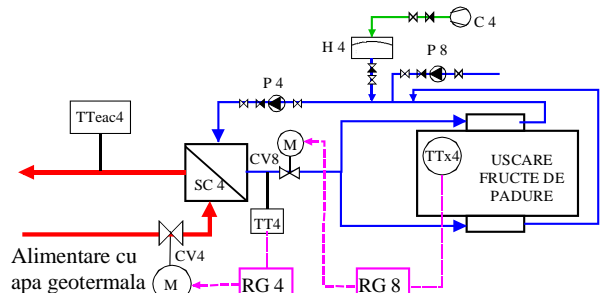 C 4
H 4
P 8
P 4
TTeac4
CV8
M
TTx4
USCARE
FRUCTE DE
PADURE
SC 4
TT4
CV4
Alimentare cu
apa geotermala
M
RG 4
RG 8